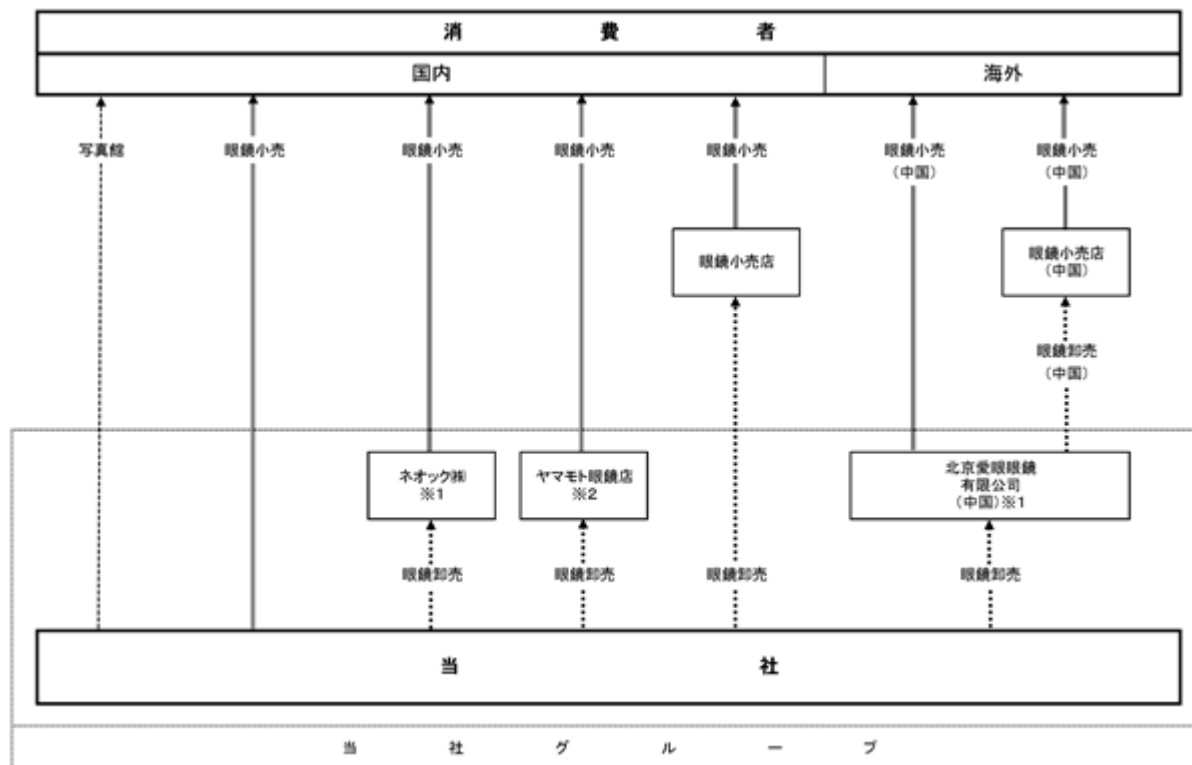 消費者
国内 海外
写真館 眼鏡小売 眼鏡小売 眼鏡小売 眼鏡小売 眼鏡小売 眼鏡小売
(中国) (中国)
眼鏡小売店 眼鏡小売店
(中国)
眼鏡卸売
(中国)
ネオック㈱ ヤマモト眼鏡店 北京愛眼眼鏡
※1 ※2 有限公司
(中国)※1
眼鏡卸売 眼鏡卸売 眼鏡卸売 眼鏡卸売
当社
当社グループ